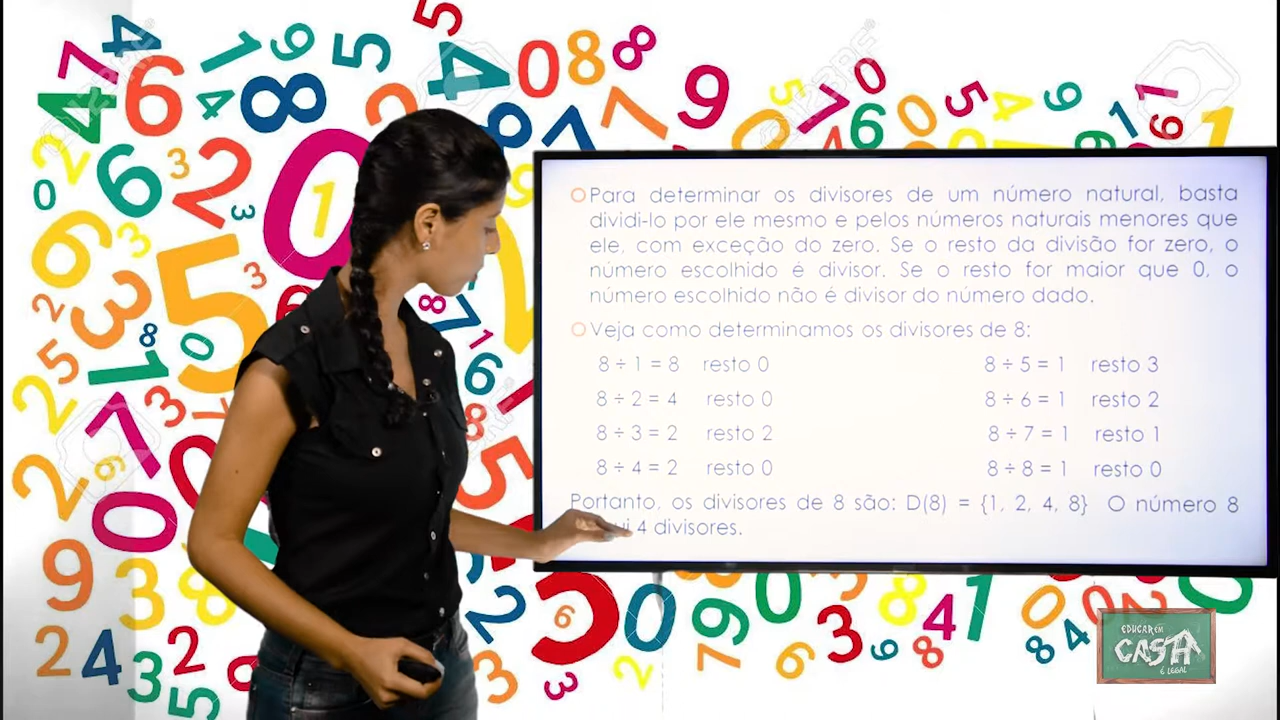 Para determinar os divisores de um número natural, basta
dividi-lo por ele mesmo e pelos números naturais menores que
ele, com exceção do zero. Se o resto da divisão for zero, o
número escolhido é divisor. Se o resto for maior que 0, o
número escolhido não é divisor do número dado.
Veja como determinamos os divisores de 8:
8 ÷ 1 = 8 resto 0
8 ÷ 2 = 4 resto 0
8 ÷ 3 = 2 resto 2
8 ÷ 4 = 2 resto 0
8 ÷ 5 = 1 resto 3
8 ÷ 6 = 1 resto 2
8 ÷ 7 = 1 resto 1
8 ÷ 8 = 1 resto 0
Portanto, os divisores de 8 são: D(8) = {1, 2, 4, 8} O número 8
4 divisores.
EDUCAR EM
CASA
É LEGAL